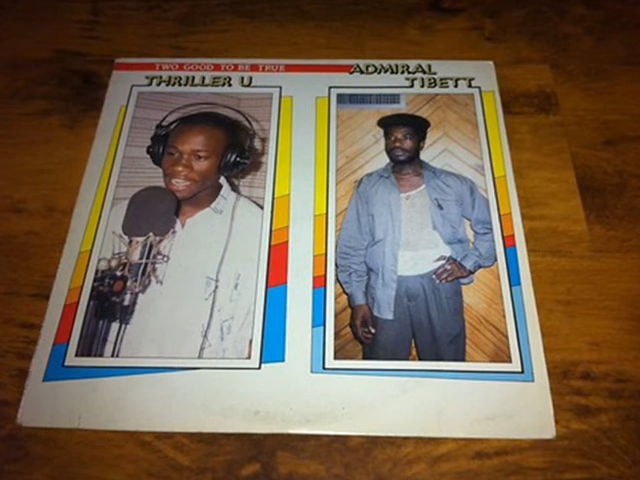 TWO GOOD TO BE TRUE
THRILLER U
ADMIRAL
TIBETT